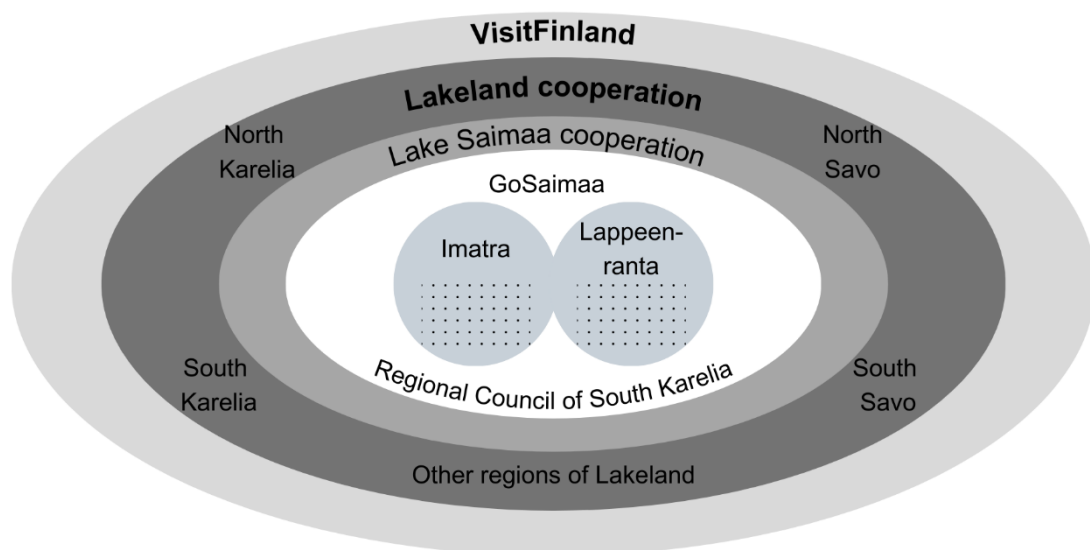 VisitFinland
Lakeland cooperation
North
Karelia
North
Savo
Lake Saimaa cooperation
GoSaimaa
Imatra
Lappeen-
ranta
South
Karelia
South
Savo
Regional Council of South Karelia
Other regions of Lakeland